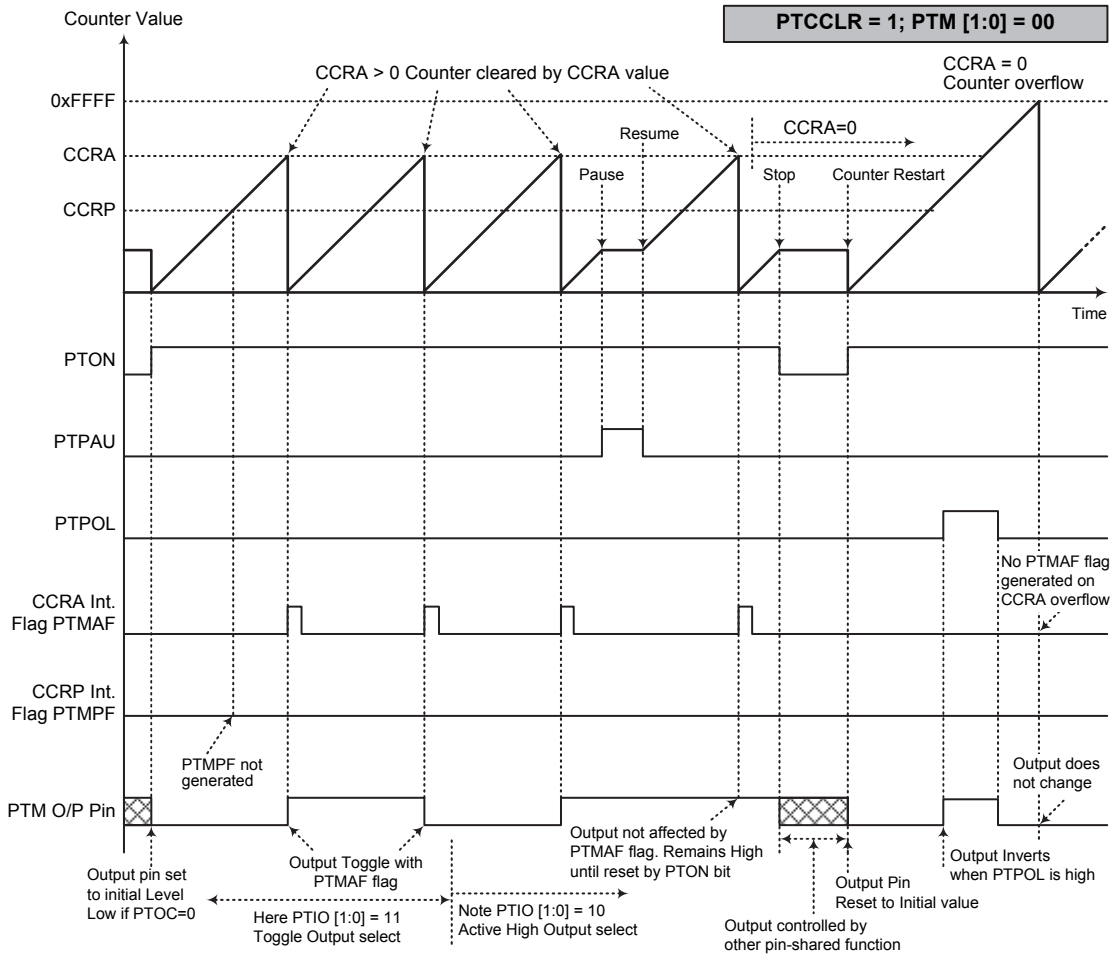 Counter Value
PTCCLR = 1; PTM [1:0] = 00
CCRA > 0 Counter cleared by CCRA value
CCRA = 0
Counter overflow
0xFFFF
Resume
CCRA=0
CCRA
Pause
Stop
Counter Restart
CCRP
Time
PTON
PTPAU
PTPOL
No PTMAF flag
generated on
CCRA overflow
CCRA Int.
Flag PTMAF
CCRP Int.
Flag PTMPF
PTMPF not
generated
Output does
not change
PTM O/P Pin
Output pin set
to initial Level
Low if PTOC=0
Output Toggle with
PTMAF flag
Here PTIO [1:0] = 11
Toggle Output select
Note PTIO [1:0] = 10
Active High Output select
Output not affected by
PTMAF flag. Remains High
until reset by PTON bit
Output controlled by
other pin-shared function
Output Pin
Reset to Initial value
Output Inverts
when PTPOL is high